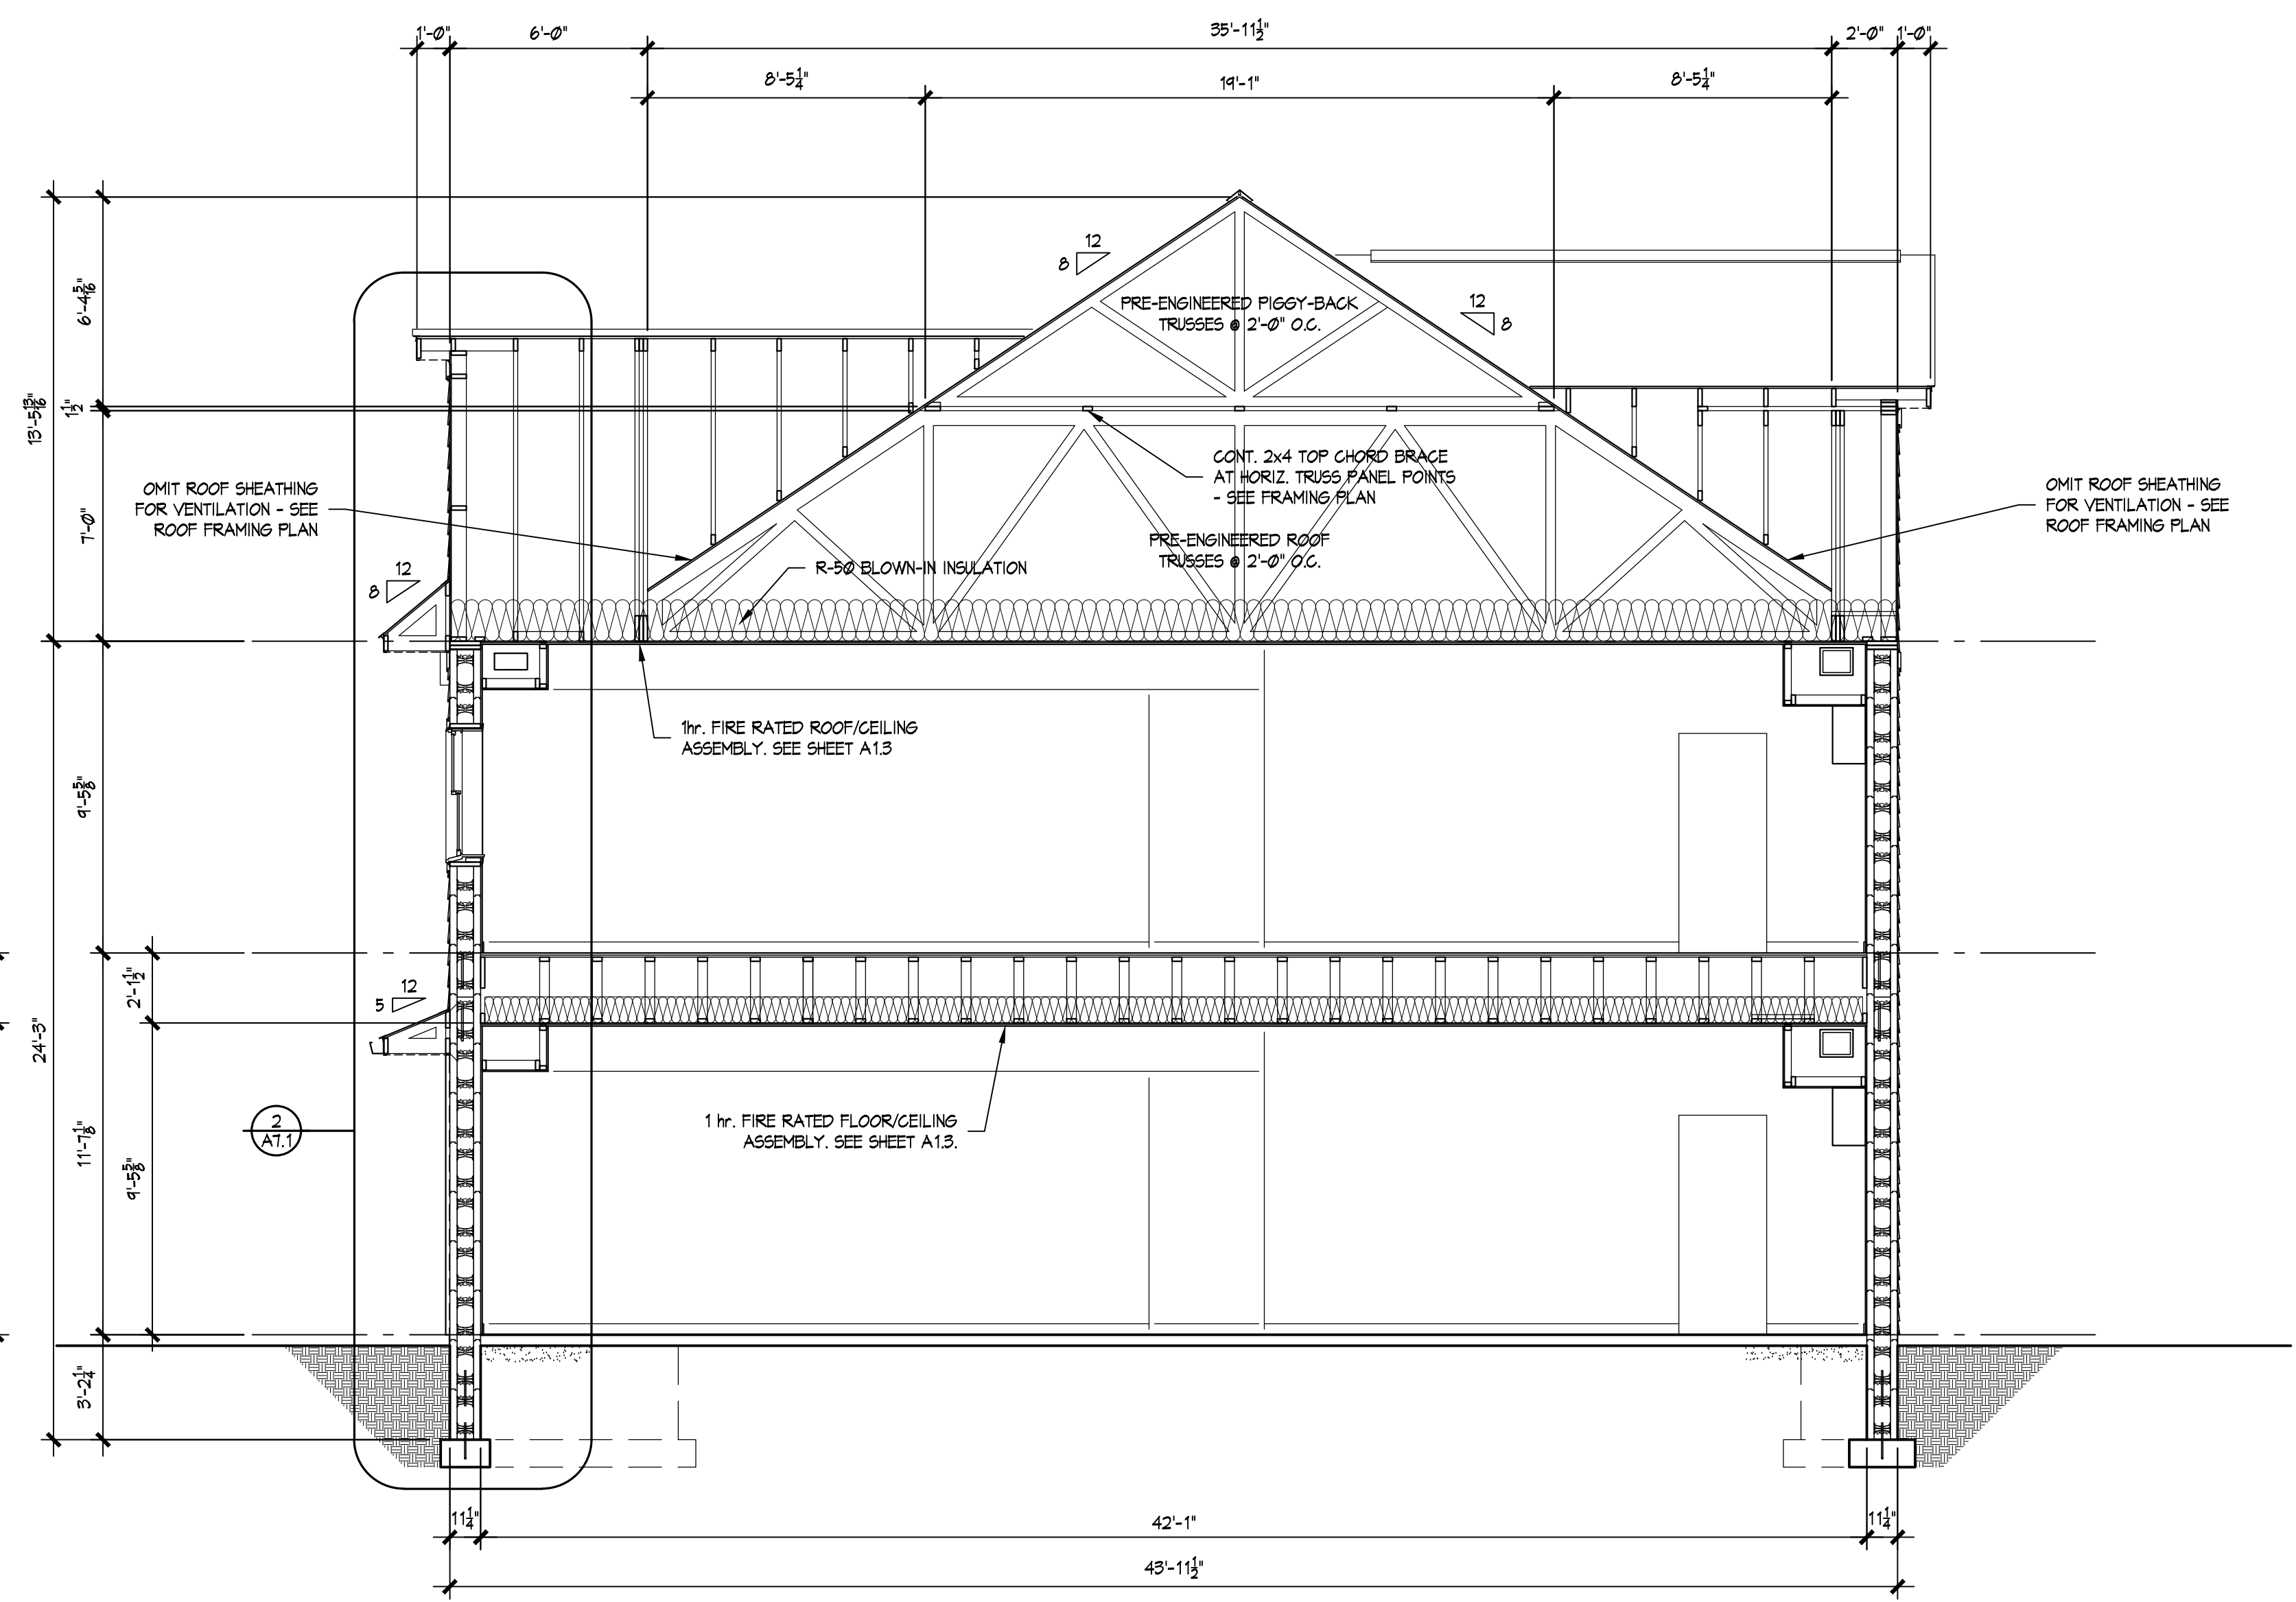 1'-0"
6'-0"
35'-11 1/2"
2'-0"
1'-0"
8'-5 1/4"
19'-1"
8'-5 1/4"
12
8
12
8
PRE-ENGINEERED PIGGY-BACK
TRUSSES @ 2'-0" O.C.
6'-4 5/16"
13'-5 13/16"
1 1/2"
7'-0"
CONT. 2x4 TOP CHORD BRACE
AT HORIZ. TRUSS PANEL POINTS
- SEE FRAMING PLAN
OMIT ROOF SHEATHING
FOR VENTILATION - SEE
ROOF FRAMING PLAN
OMIT ROOF SHEATHING
FOR VENTILATION - SEE
ROOF FRAMING PLAN
PRE-ENGINEERED ROOF
TRUSSES @ 2'-0" O.C.
R-50 BLOWN-IN INSULATION
12
8
1hr. FIRE RATED ROOF/CEILING
ASSEMBLY. SEE SHEET A1.3
9'-5 5/8"
2'-1 1/2"
12
5
24'-3"
11'-7 1/8"
9'-5 5/8"
2
A7.1
1 hr. FIRE RATED FLOOR/CEILING
ASSEMBLY. SEE SHEET A1.3.
3'-2 1/4"
11 1/4"
42'-1"
11 1/4"
43'-11 1/2"